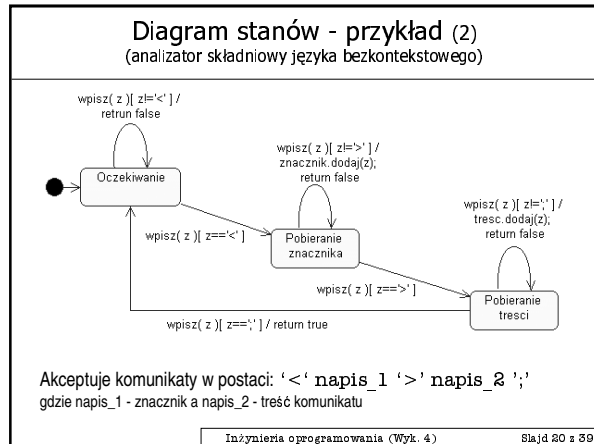 Diagram stanów - przykład (2)
(analizator składniowy języka bezkontekstowego)
wpisz( z )[ z!='<' ] /
retrun false
Oczekiwanie
wpisz( z )[ z!='>' ] /
znacznik.dodaj(z);
return false
wpisz( z )[ z=='<' ]
Pobieranie
znacznika
wpisz( z )[ z!=';' ] /
tresc.dodaj(z);
return false
wpisz( z )[ z=='>' ]
Pobieranie
tresci
wpisz( z )[ z==';' ] / return true
Akceptuje komunikaty w postaci: '<' napis_1 '>' napis_2 ';'
gdzie napis_1 - znacznik a napis_2 - treść komunikatu
Inżynieria oprogramowania (Wyk. 4) Slajd 20 z 39